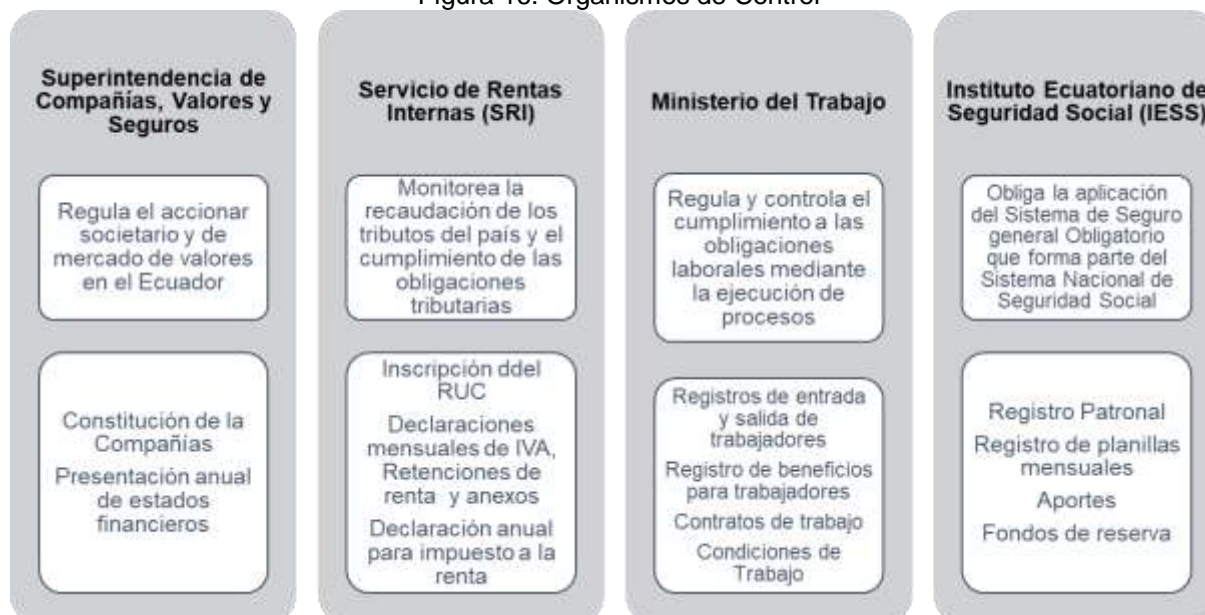 Figura 10. Organismos de Control
Superintendencia de
Compañías, Valores y
Seguros
Regula el accionar
societario y de
mercado de valores
en el Ecuador
Constitución de la
Compañías
Presentación anual
de estados
financieros
Servicio de Rentas
Internas (SRI)
Monitorea la
recaudación de los
tributos del país y el
cumplimiento de las
obligaciones
tributarias
Inscripción ddel
RUC
Declaraciones
mensuales de IVA,
Retenciones de
renta y anexos
Declaración anual
para impuesto a la
renta
Ministerio del Trabajo
Regula y controla el
cumplimiento a las
obligaciones
laborales mediante
la ejecución de
procesos
Registros de entrada
y salida de
trabajadores
Registro de beneficios
para trabajadores
Contratos de trabajo
Condiciones de
Trabajo
Instituto Ecuatoriano de
Seguridad Social (IESS)
Obliga la aplicación
del Sistema de Seguro
general Obligatorio
que forma parte del
Sistema Nacional de
Seguridad Social
Registro Patronal
Registro de planillas
mensuales
Aportes
Fondos de reserva